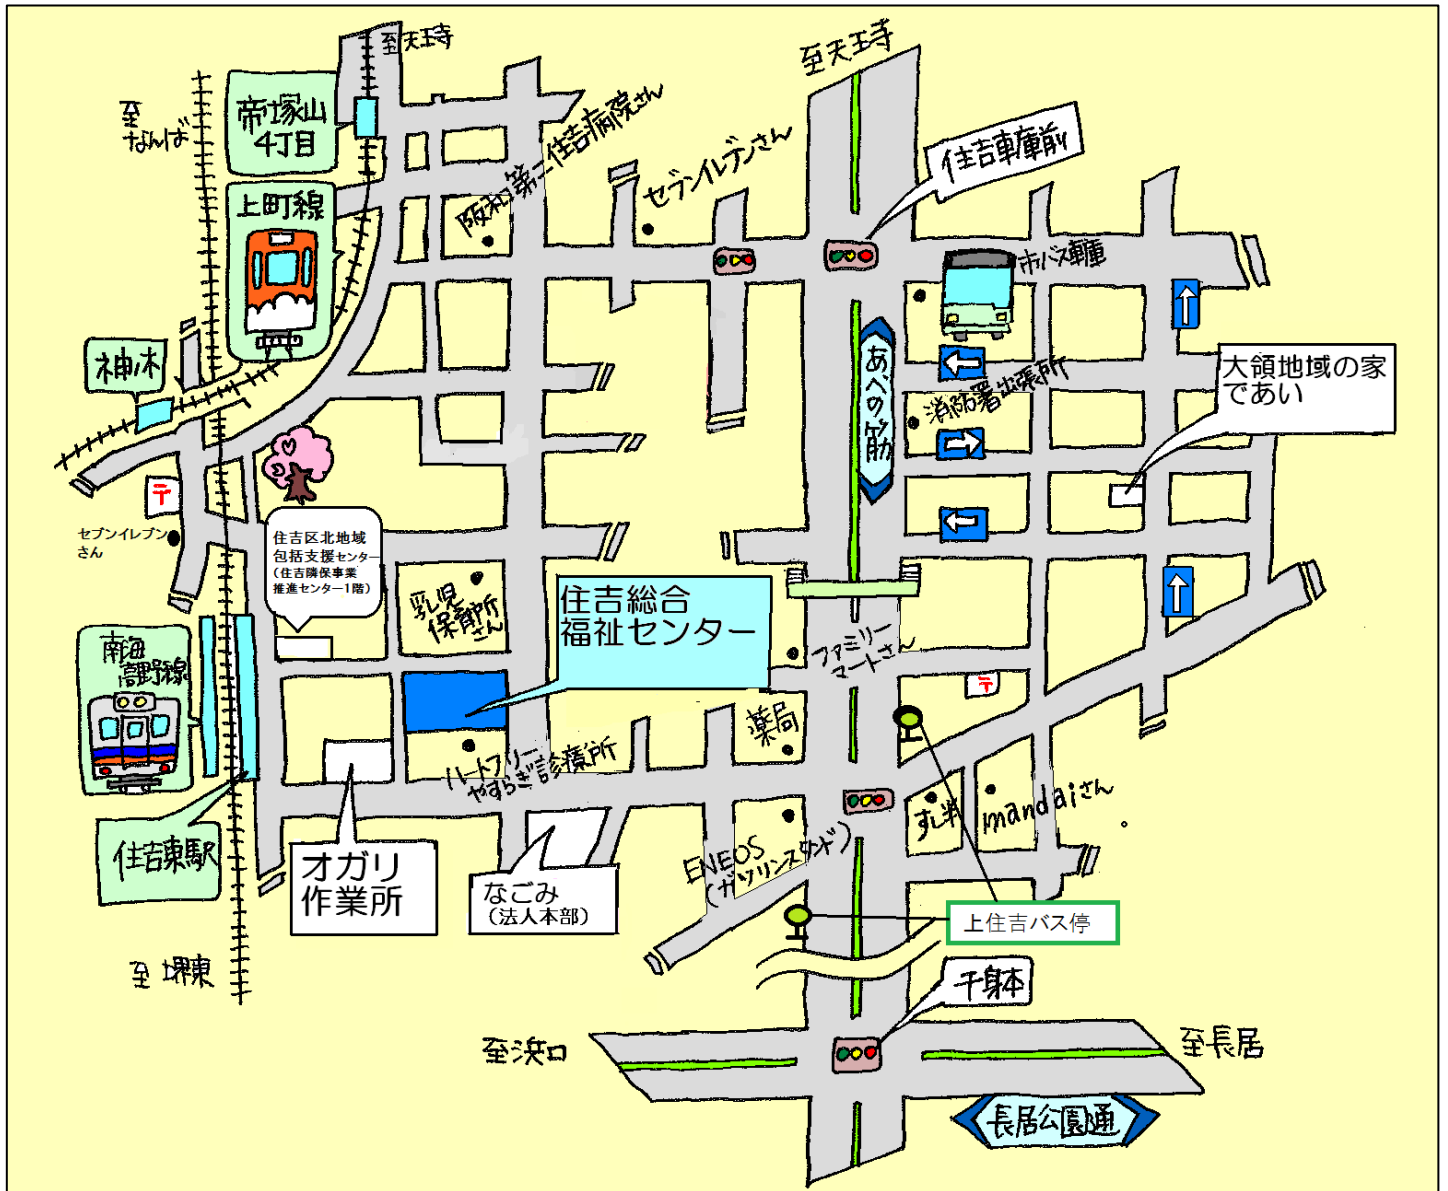 至天王寺
至天王寺
至
なんば
帝塚山
4丁目
阪和第二住吉病院さん
セブンイレブンさん
住吉車庫前
上町線
市バス車庫
神ノ木
あべの筋
消防署出張所
大領地域の家
であい
〒
セブンイレブン
さん
住吉区北地域
包括支援センター
(住吉隣保事業
推進センター1階)
乳児
保育所
さん
住吉総合
福祉センター
ファミリー
マートさん
南海
高野線
〒
薬局
ハートフリー
やすらぎ診療所
すし半
mandaiさん
住吉東駅
オガリ
作業所
なごみ
(法人本部)
ENEOS
(ガソリンスタンド)
上住吉バス停
至堺東
千躰
至浜口
至長居
長居公園通